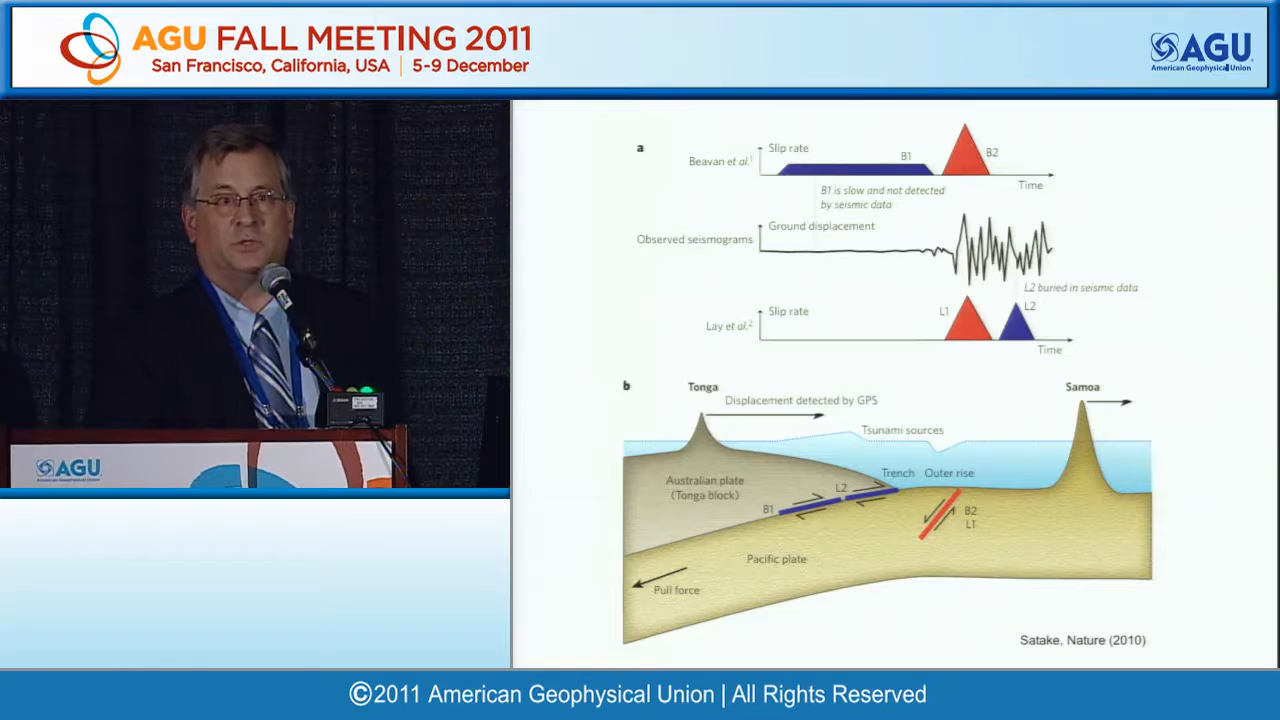 AGU FALL MEETING 2011
San Francisco, California, USA | 5-9 December
AGU
American Geophysical Union
a
Slip rate
Beavan et al.¹
B1
B2
Time
B1 is slow and not detected
by seismic data
Ground displacement
Observed seismograms
L2 buried in seismic data
Slip rate
L1
L2
Lay et al.²
Time
b
Tonga
Samoa
Displacement detected by GPS
Tsunami sources
Trench
Outer rise
Australian plate
(Tonga block)
L2
B1
B2
L1
Pacific plate
Pull force
Satake, Nature (2010)
AGU
©2011 American Geophysical Union | All Rights Reserved